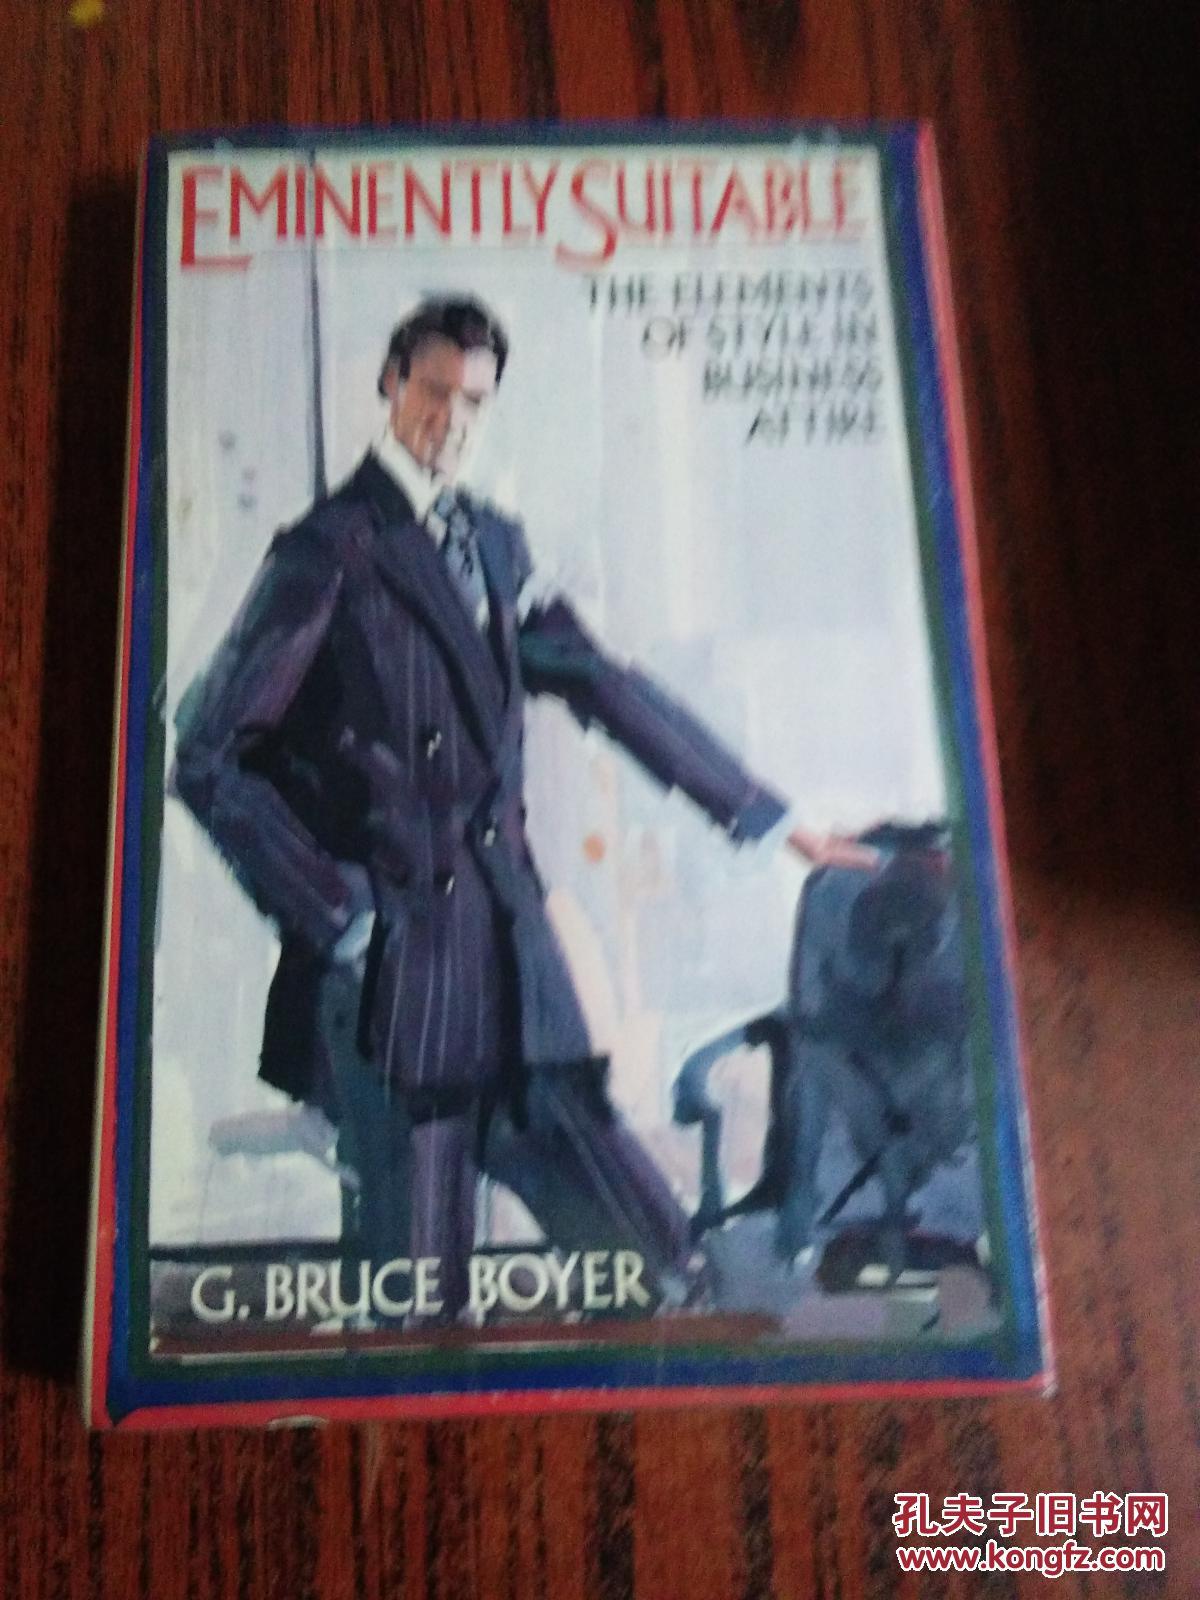 EMINENTLY SUITABLE
THE ELEMENTS
OF STYLE IN
BUSINESS
ATTIRE
G. BRUCE BOYER
孔夫子旧书网
www.kongfz.com